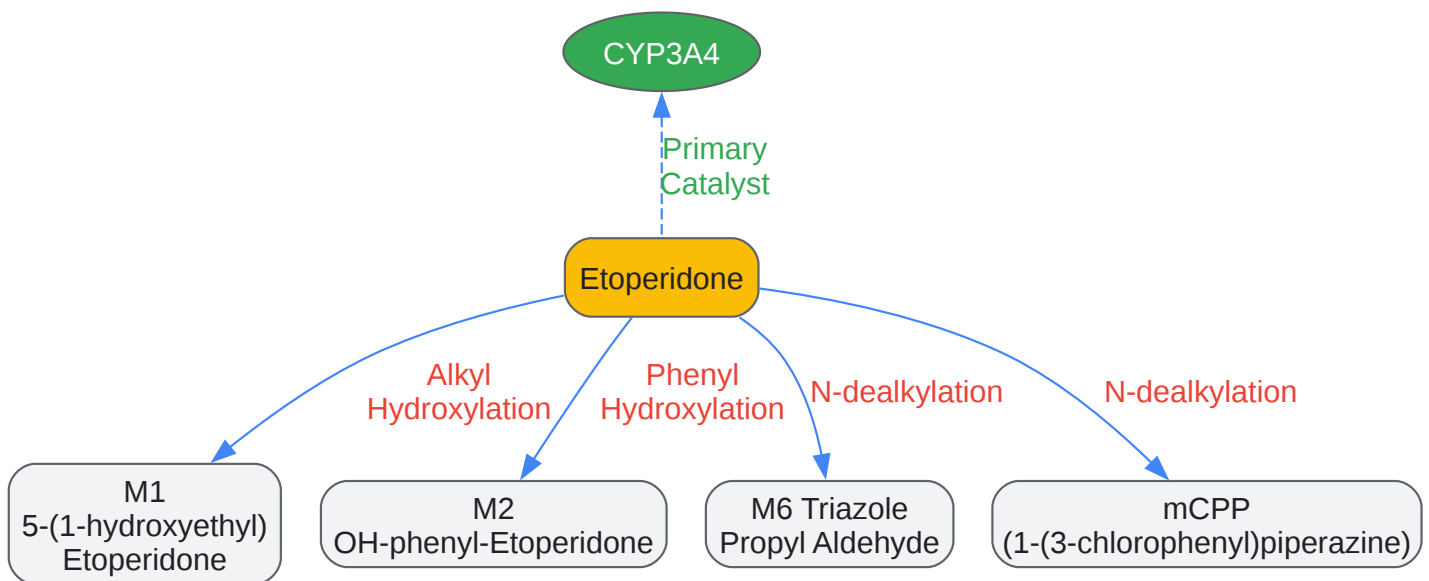 CYP3A4
Primary
Catalyst
Etoperidone
Alkyl
Hydroxylation
Phenyl
Hydroxylation
N-dealkylation
N-dealkylation
M1
5-(1-hydroxyethyl)
Etoperidone
M2
OH-phenyl-Etoperidone
M6 Triazole
Propyl Aldehyde
mCPP
(1-(3-chlorophenyl)piperazine)